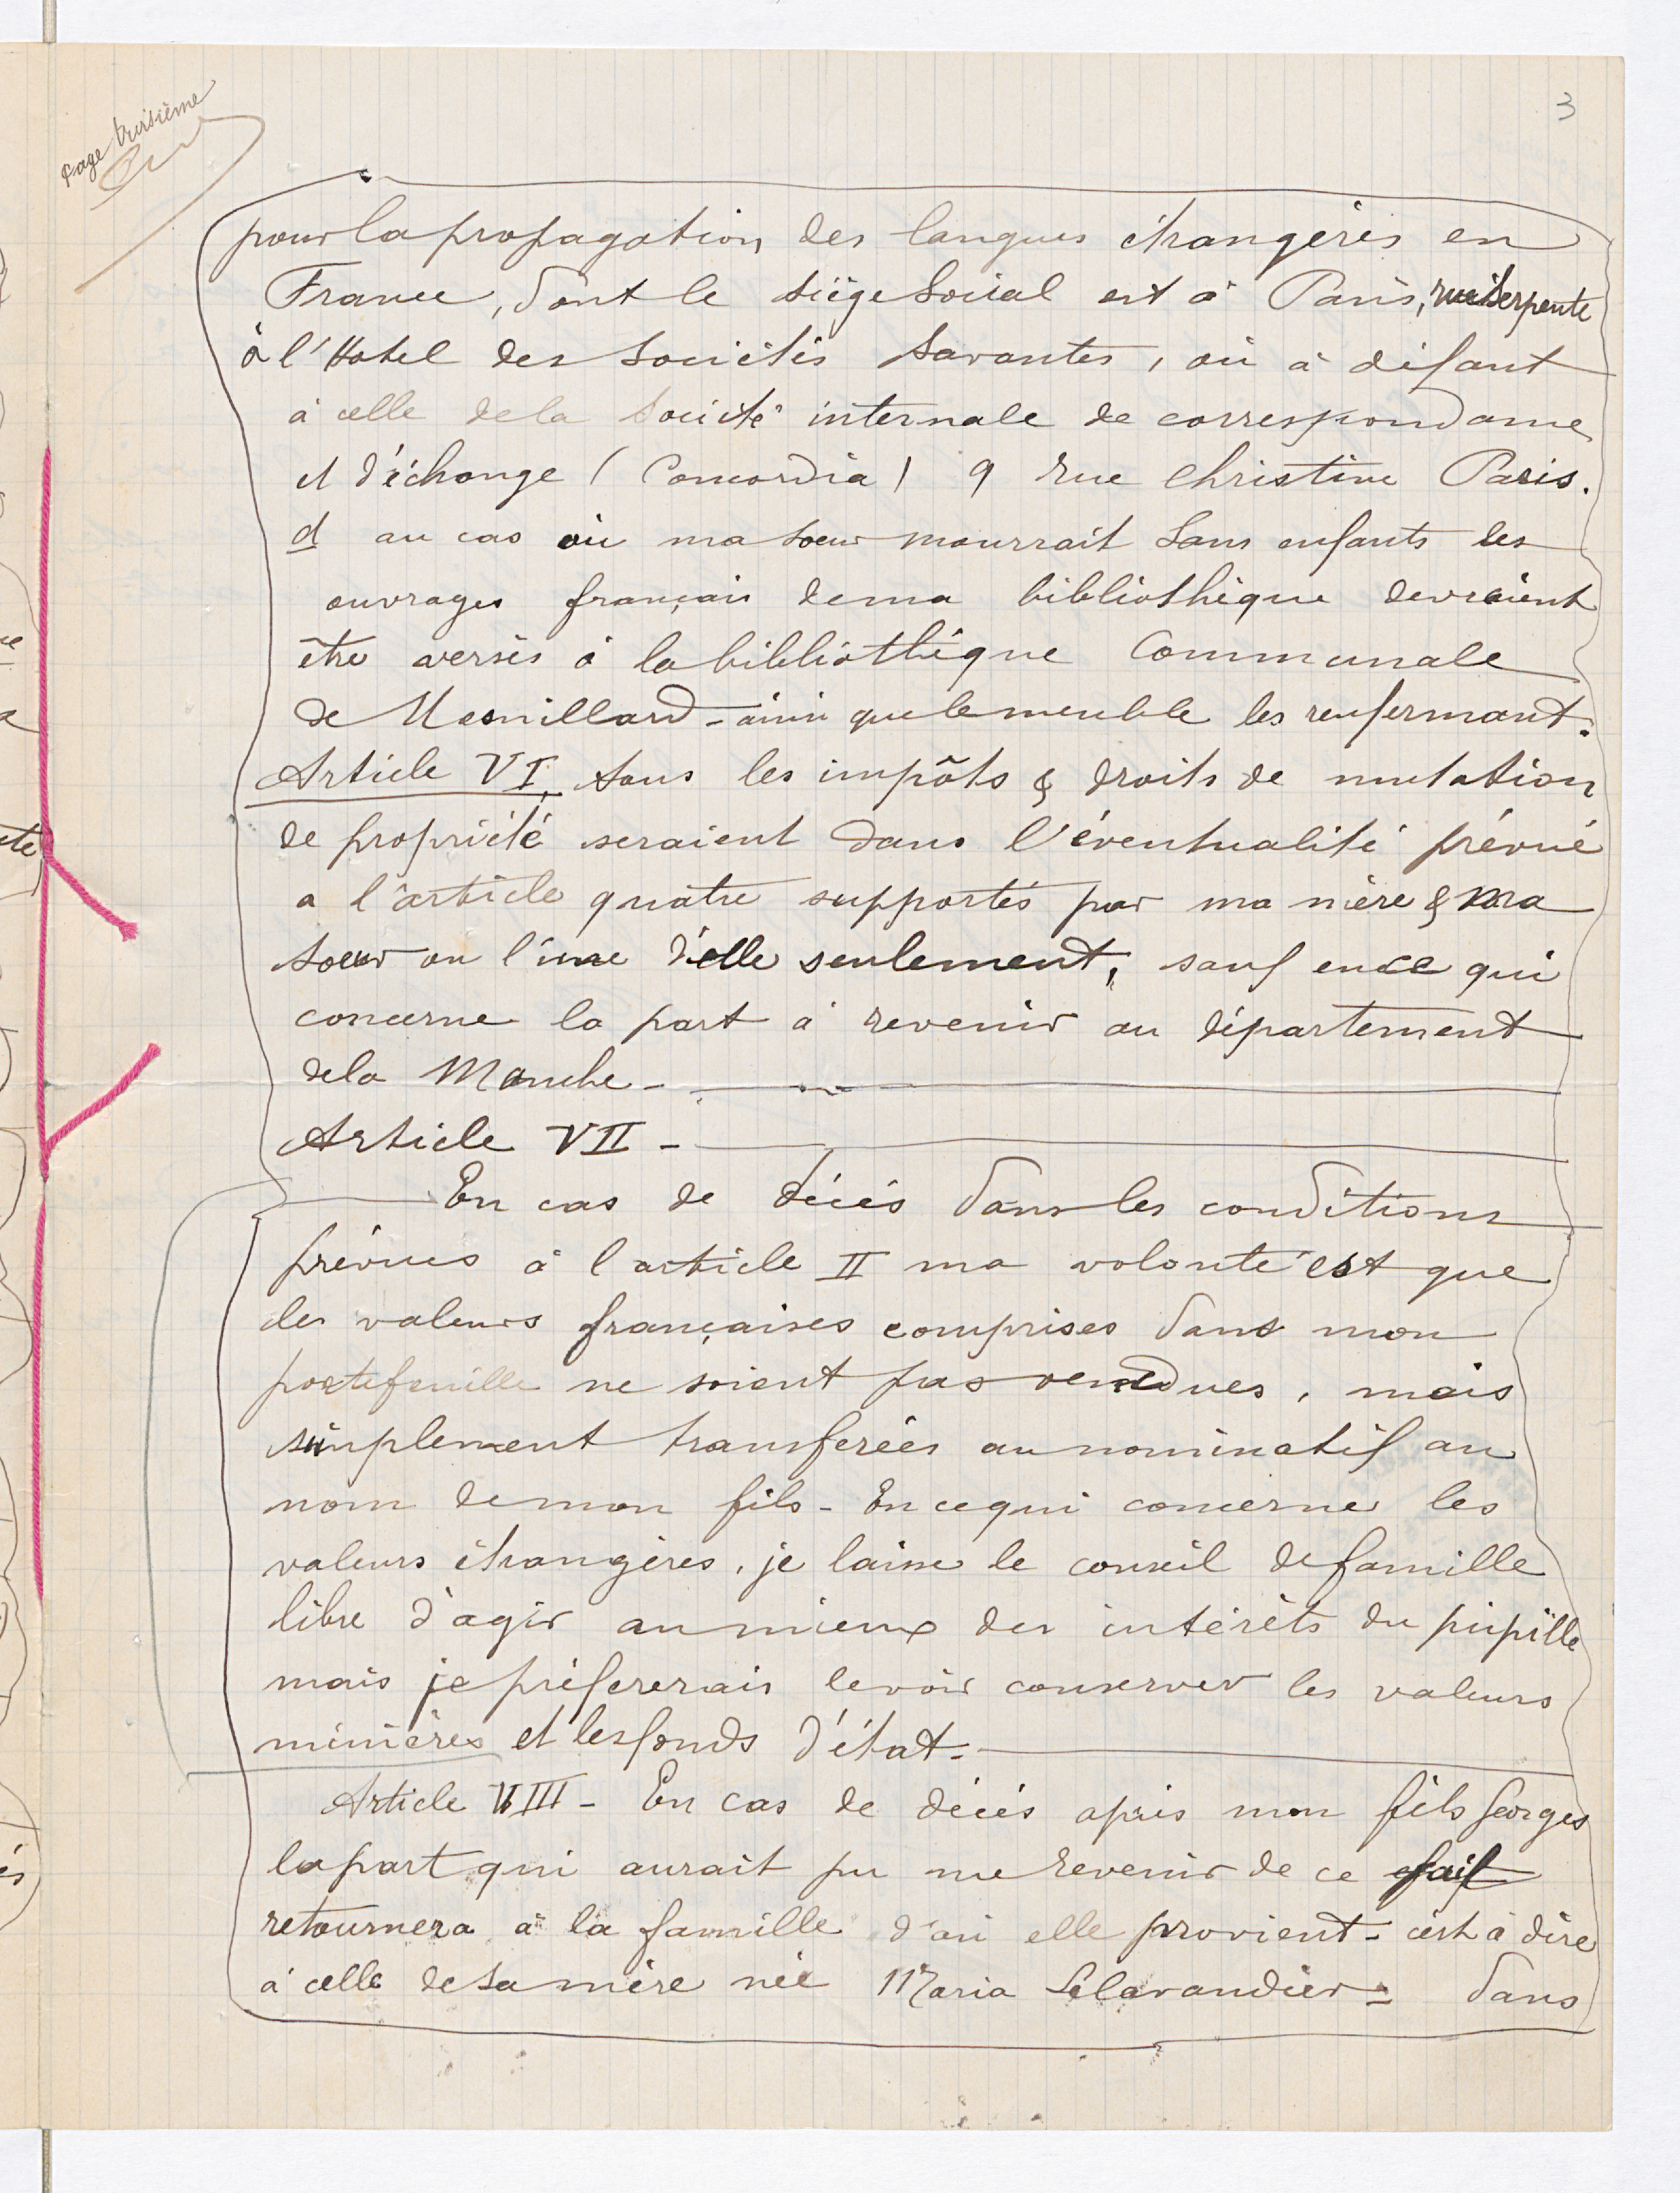 page troisième
3
pour la propagation des langues étrangères en
France, dont le siège social est à Paris, rue Serpente
à l'Hotel des Sociétés Savantes, où à défaut
à celle de la Société internale de correspondance
et d'échange (Concordia) 9 rue Christine Paris.
d au cas où ma soeur mourrait sans enfants les
ouvrages français de ma bibliothèque devraient
être versés à la bibliothèque Communale
de Mesnillard - ainsi que le meuble les renfermant.
Article VI. tous les impôts & droits de mutation
de propriété seraient dans l'éventualité prévue
a l'article quatre supportés par ma mère & ma
soeur ou l'une d'elle seulement, sauf en ce qui
concerne la part à revenir au département
de la Manche -
Article VII -
En cas de décès dans les conditions
prévues à l'article II ma volonté est que
les valeurs françaises comprises dans mon
portefeuille ne soient pas vendues, mais
simplement transferées au nominatif au
nom de mon fils - En ce qui concerne les
valeurs étrangères, je laisse le conseil de famille
libre d'agir au mieux des intérêts du pupille
mais je préfererais le voir conserver les valeurs
minières et les fonds d'état -
Article VIII - En cas de décès après mon fils Georges
la part qui aurait pu me revenir de ce fait
retournera à la famille d'où elle provient - c'est à dire
à celle de sa mère née Maria Lelavandier - dans